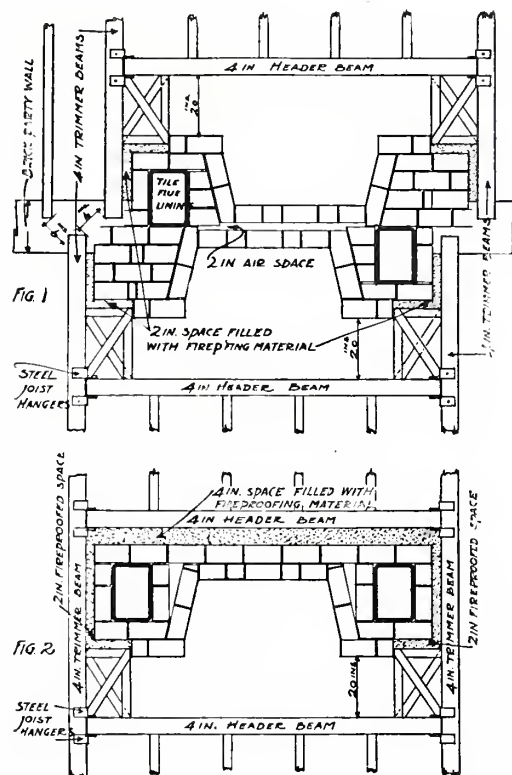 4 IN HEADER BEAM
PARTY WALL
4 IN TRIMMER BEAMS
20 INS
TILE
FLUE
LINING
2 IN AIR SPACE
4 IN. TRIMMER BEAMS
FIG. 1
2 IN. SPACE FILLED
WITH FIREP'ING MATERIAL
20 INS
STEEL
JOIST
HANGERS
4 IN HEADER BEAM
4 IN. SPACE FILLED WITH
FIREPROOFING MATERIAL
4 IN HEADER BEAM
2 IN. FIREPROOFED SPACE
4 IN. TRIMMER BEAM
4 IN. TRIMMER BEAM
2 IN FIREPROOFED SPACE
FIG. 2
20 INS
STEEL
JOIST
HANGERS
4 IN. HEADER BEAM